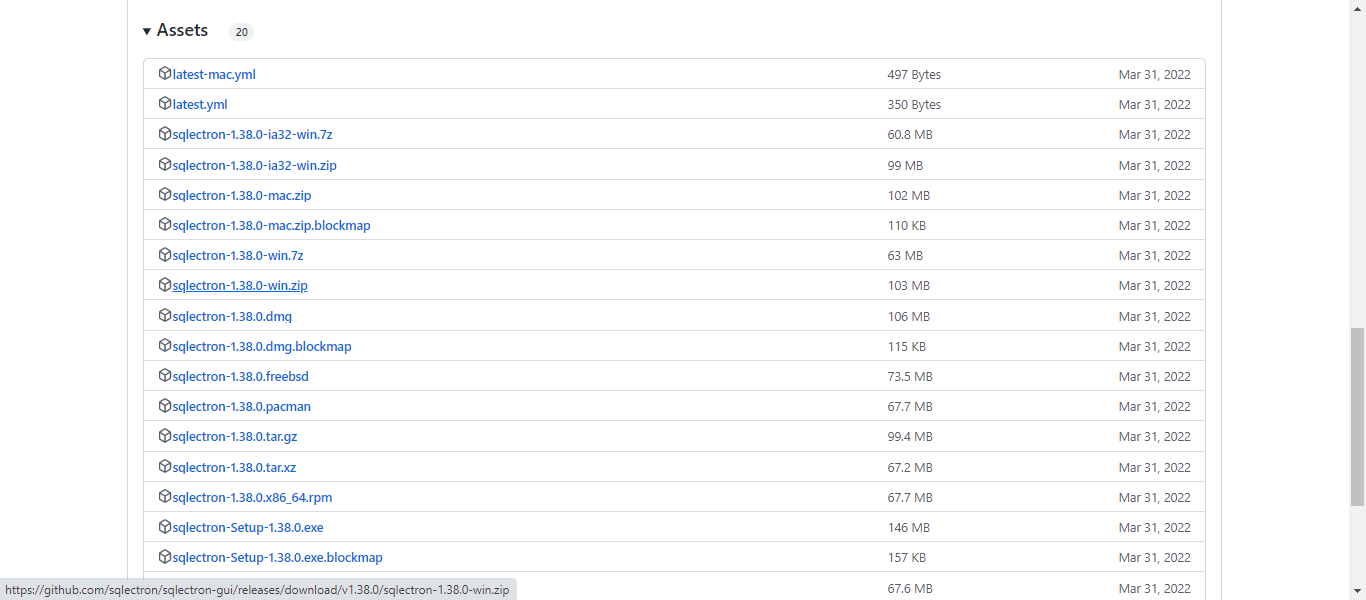 Assets 20
latest-mac.yml 497 Bytes Mar 31, 2022
latest.yml 350 Bytes Mar 31, 2022
sqlectron-1.38.0-ia32-win.7z 60.8 MB Mar 31, 2022
sqlectron-1.38.0-ia32-win.zip 99 MB Mar 31, 2022
sqlectron-1.38.0-mac.zip 102 MB Mar 31, 2022
sqlectron-1.38.0-mac.zip.blockmap 110 KB Mar 31, 2022
sqlectron-1.38.0-win.7z 63 MB Mar 31, 2022
sqlectron-1.38.0-win.zip 103 MB Mar 31, 2022
sqlectron-1.38.0.dmg 106 MB Mar 31, 2022
sqlectron-1.38.0.dmg.blockmap 115 KB Mar 31, 2022
sqlectron-1.38.0.freebsd 73.5 MB Mar 31, 2022
sqlectron-1.38.0.pacman 67.7 MB Mar 31, 2022
sqlectron-1.38.0.tar.gz 99.4 MB Mar 31, 2022
sqlectron-1.38.0.tar.xz 67.2 MB Mar 31, 2022
sqlectron-1.38.0.x86_64.rpm 67.7 MB Mar 31, 2022
sqlectron-Setup-1.38.0.exe 146 MB Mar 31, 2022
sqlectron-Setup-1.38.0.exe.blockmap 157 KB Mar 31, 2022
67.6 MB Mar 31, 2022
https://github.com/sqlectron/sqlectron-gui/releases/download/v1.38.0/sqlectron-1.38.0-win.zip